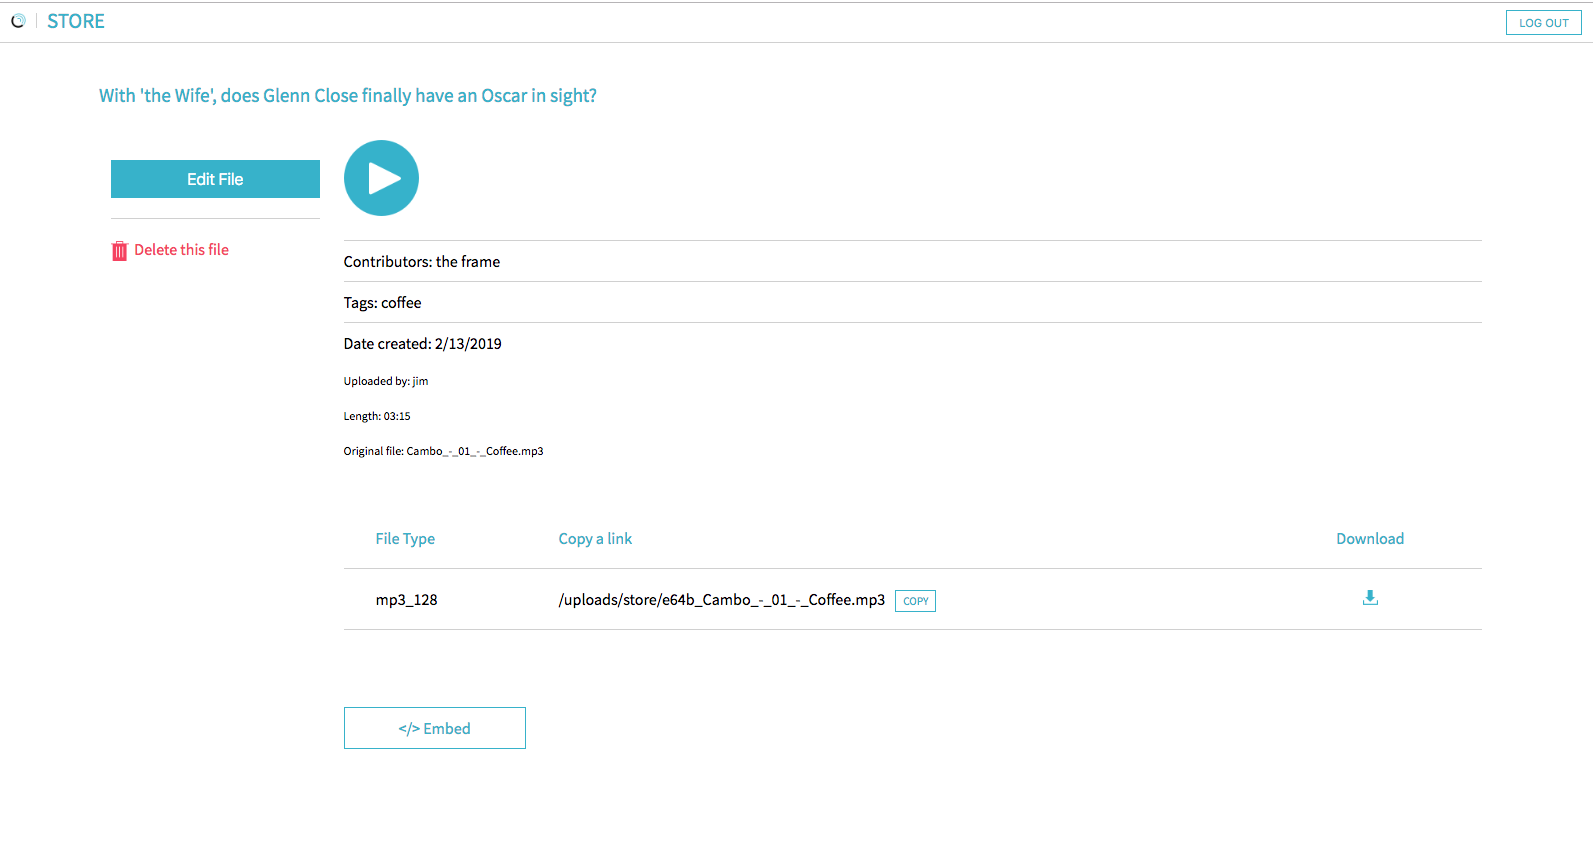 STORE
LOG OUT
With 'the Wife', does Glenn Close finally have an Oscar in sight?
Edit File
Delete this file
Contributors: the frame
Tags: coffee
Date created: 2/13/2019
Uploaded by: jim
Length: 03:15
Original file: Cambo_-_01_-_Coffee.mp3
File Type Copy a link Download
mp3_128 /uploads/store/e64b_Cambo_-_01_-_Coffee.mp3 COPY
</> Embed